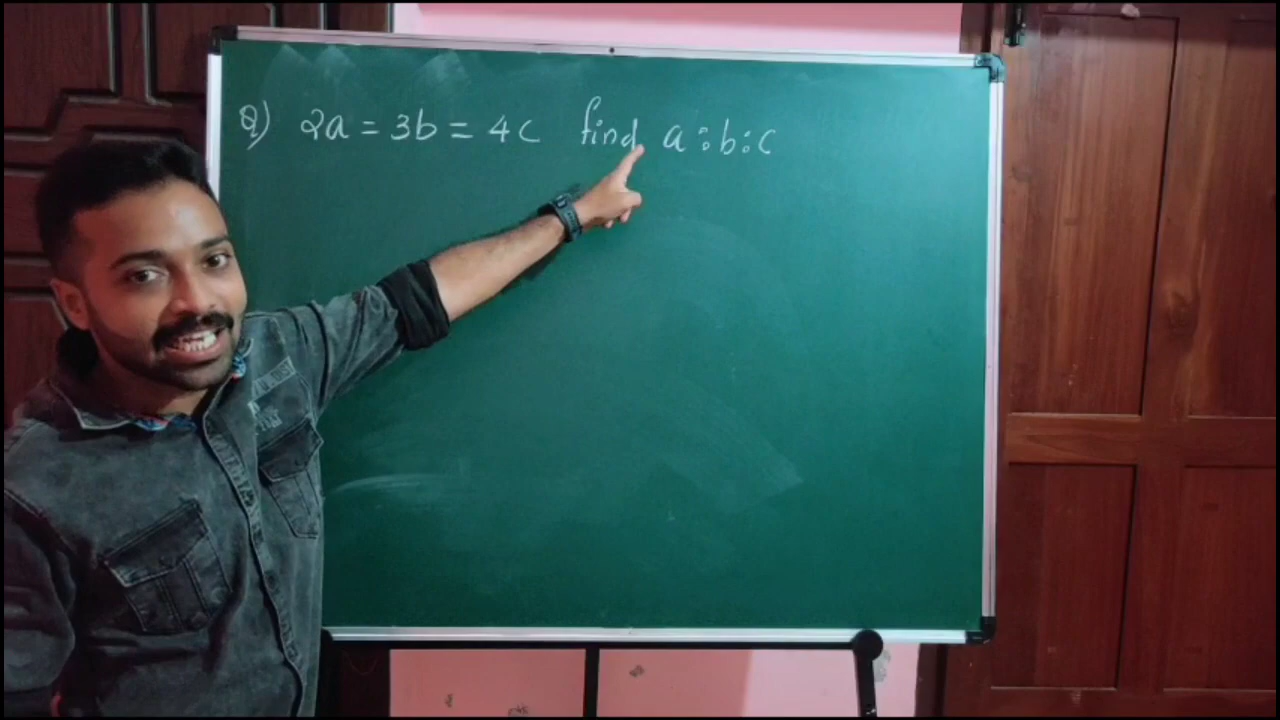 Q) 2a = 3b = 4c find a:b:c